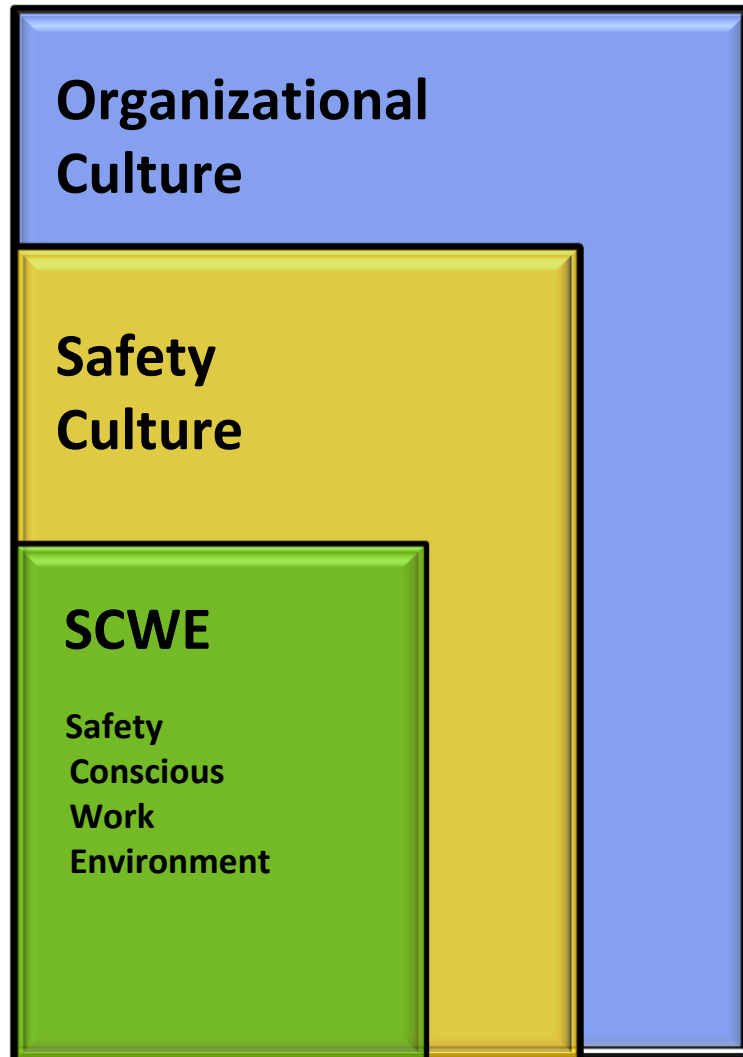 Organizational
Culture
Safety
Culture
SCWE
Safety
Conscious
Work
Environment